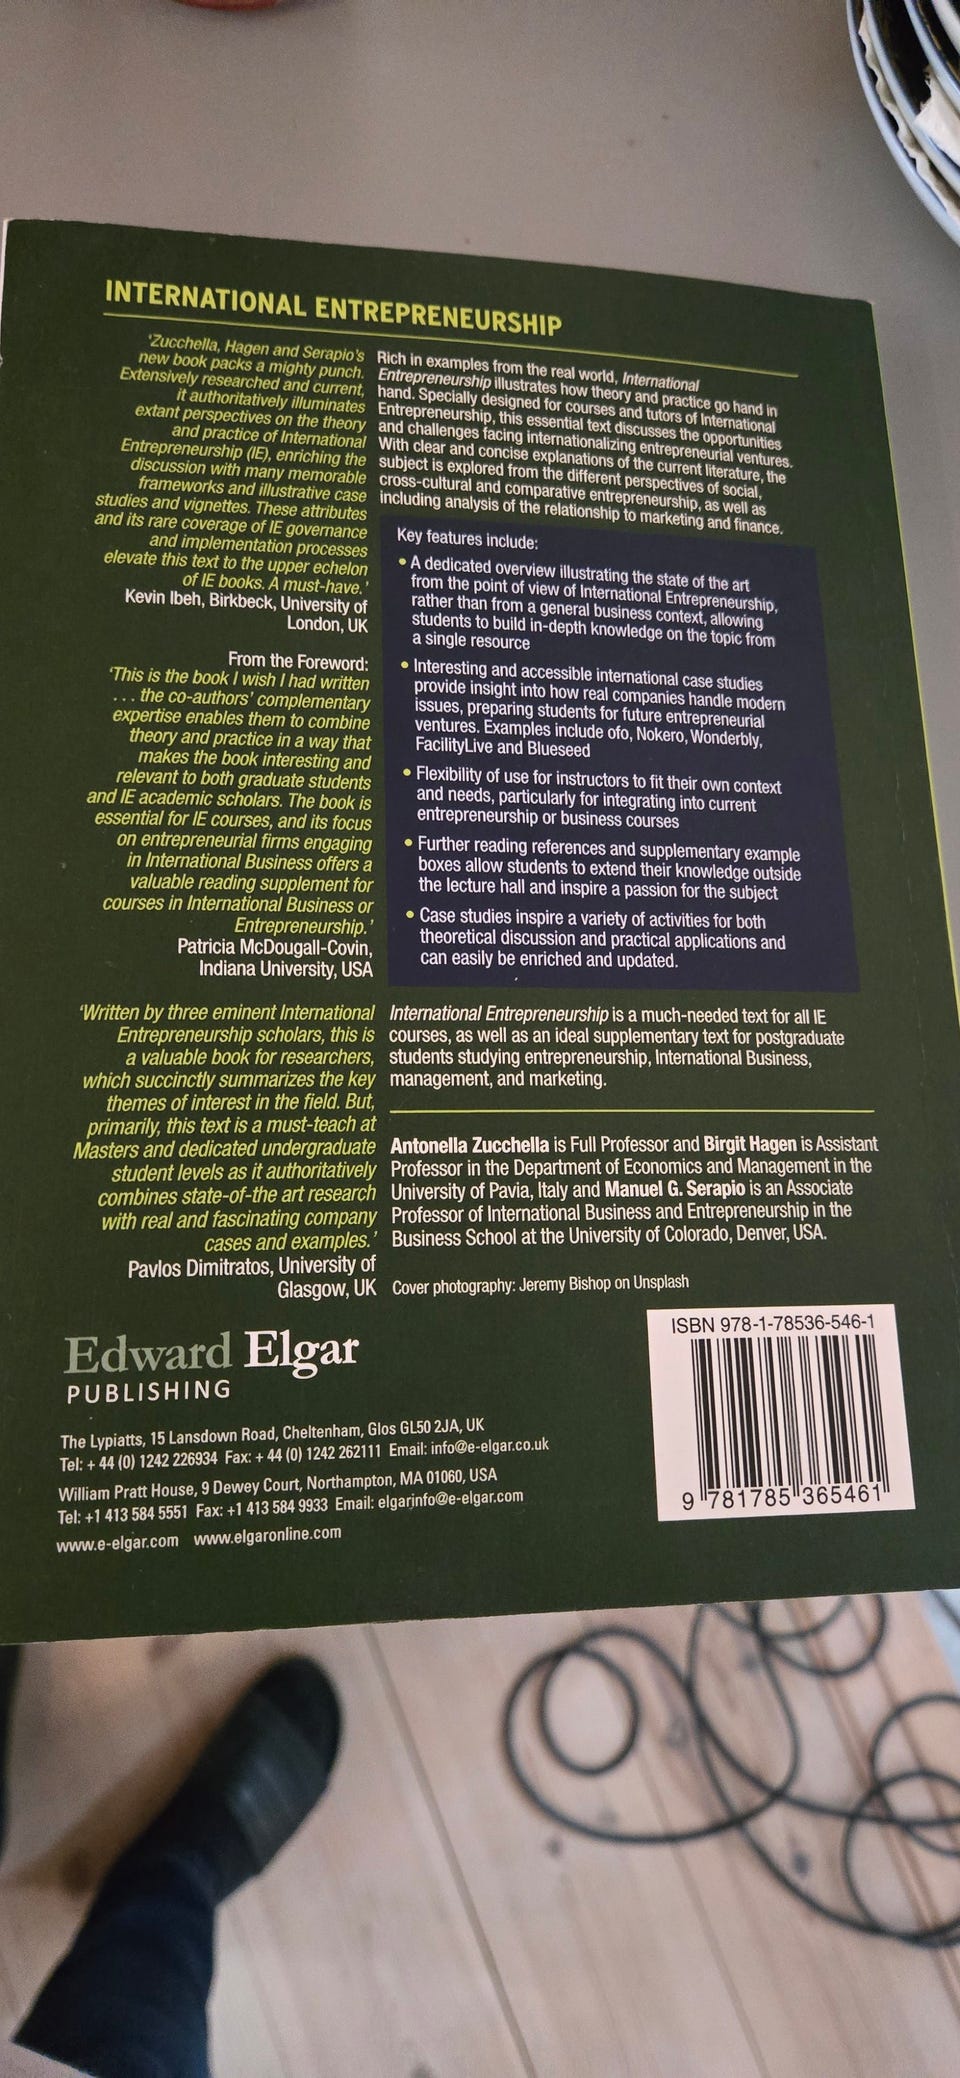 INTERNATIONAL ENTREPRENEURSHIP
'Zucchella, Hagen and Serapio's
new book packs a mighty punch.
Extensively researched and current,
it authoritatively illuminates
extant perspectives on the theory
and practice of International
Entrepreneurship (IE), enriching the
discussion with many memorable
frameworks and illustrative case
studies and vignettes. These attributes
and its rare coverage of IE governance
and implementation processes
elevate this text to the upper echelon
of IE books. A must-have.'
Kevin Ibeh, Birkbeck, University of
London, UK
From the Foreword:
'This is the book I wish I had written
. . . the co-authors' complementary
expertise enables them to combine
theory and practice in a way that
makes the book interesting and
relevant to both graduate students
and IE academic scholars. The book is
essential for IE courses, and its focus
on entrepreneurial firms engaging
in International Business offers a
valuable reading supplement for
courses in International Business or
Entrepreneurship.'
Patricia McDougall-Covin,
Indiana University, USA
'Written by three eminent International
Entrepreneurship scholars, this is
a valuable book for researchers,
which succinctly summarizes the key
themes of interest in the field. But,
primarily, this text is a must-teach at
Masters and dedicated undergraduate
student levels as it authoritatively
combines state-of-the art research
with real and fascinating company
cases and examples.'
Pavlos Dimitratos, University of
Glasgow, UK
Rich in examples from the real world, International
Entrepreneurship illustrates how theory and practice go hand in
hand. Specially designed for courses and tutors of International
Entrepreneurship, this essential text discusses the opportunities
and challenges facing internationalizing entrepreneurial ventures.
With clear and concise explanations of the current literature, the
subject is explored from the different perspectives of social,
cross-cultural and comparative entrepreneurship, as well as
including analysis of the relationship to marketing and finance.
Key features include:
• A dedicated overview illustrating the state of the art
from the point of view of International Entrepreneurship,
rather than from a general business context, allowing
students to build in-depth knowledge on the topic from
a single resource
• Interesting and accessible international case studies
provide insight into how real companies handle modern
issues, preparing students for future entrepreneurial
ventures. Examples include ofo, Nokero, Wonderbly,
FacilityLive and Blueseed
• Flexibility of use for instructors to fit their own context
and needs, particularly for integrating into current
entrepreneurship or business courses
• Further reading references and supplementary example
boxes allow students to extend their knowledge outside
the lecture hall and inspire a passion for the subject
• Case studies inspire a variety of activities for both
theoretical discussion and practical applications and
can easily be enriched and updated.
International Entrepreneurship is a much-needed text for all IE
courses, as well as an ideal supplementary text for postgraduate
students studying entrepreneurship, International Business,
management, and marketing.
Antonella Zucchella is Full Professor and Birgit Hagen is Assistant
Professor in the Department of Economics and Management in the
University of Pavia, Italy and Manuel G. Serapio is an Associate
Professor of International Business and Entrepreneurship in the
Business School at the University of Colorado, Denver, USA.
Cover photography: Jeremy Bishop on Unsplash
Edward Elgar
PUBLISHING
The Lypiatts, 15 Lansdown Road, Cheltenham, Glos GL50 2JA, UK
Tel: + 44 (0) 1242 226934 Fax: + 44 (0) 1242 262111 Email: info@e-elgar.co.uk
William Pratt House, 9 Dewey Court, Northampton, MA 01060, USA
Tel: +1 413 584 5551 Fax: +1 413 584 9933 Email: elgarinfo@e-elgar.com
www.e-elgar.com www.elgaronline.com
ISBN 978-1-78536-546-1
9 781785 365461